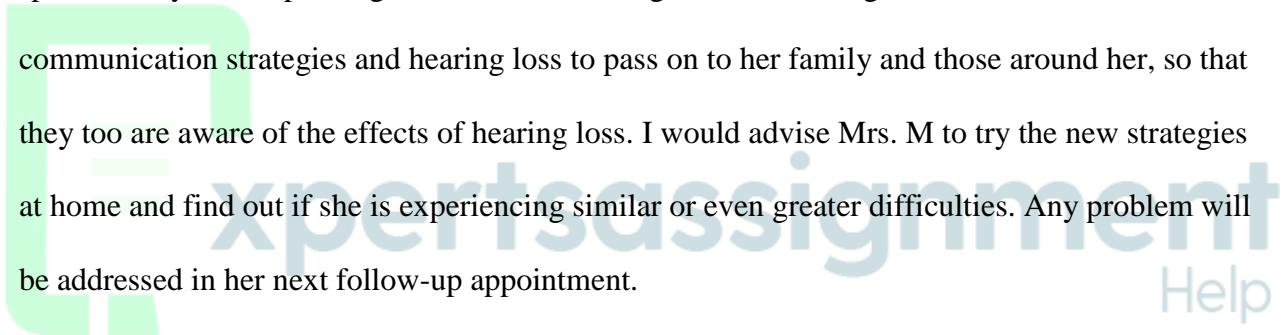 communication strategies and hearing loss to pass on to her family and those around her, so that
they too are aware of the effects of hearing loss. I would advise Mrs. M to try the new strategies
at home and find out if she is experiencing similar or even greater difficulties. Any problem will
be addressed in her next follow-up appointment.
xpertsassignment
Help